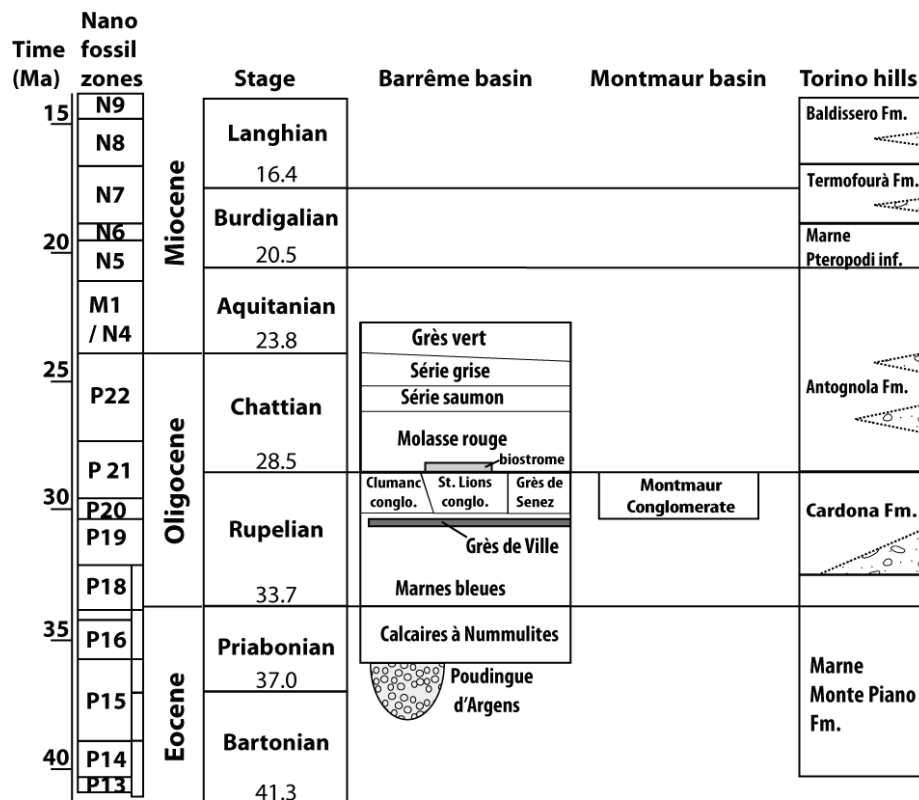 Time
(Ma)
Nano
fossil
zones
Stage
Barrême basin
Montmaur basin
Torino hills
15
20
25
30
35
40
N9
N8
N7
N6
N5
M1
/ N4
P22
P 21
P20
P19
P18
P16
P15
P14
P13
Miocene
Oligocene
Eocene
Langhian
16.4
Burdigalian
20.5
Aquitanian
23.8
Chattian
28.5
Rupelian
33.7
Priabonian
37.0
Bartonian
41.3
Grès vert
Série grise
Série saumon
Molasse rouge
biostrome
Clumanc
conglo.
St. Lions
conglo.
Grès de
Senez
Grès de Ville
Marnes bleues
Calcaires à Nummulites
Poudingue
d'Argens
Montmaur
Conglomerate
Baldissero Fm.
Termofourà Fm.
Marne
Pteropodi inf.
Antognola Fm.
Cardona Fm.
Marne
Monte Piano
Fm.